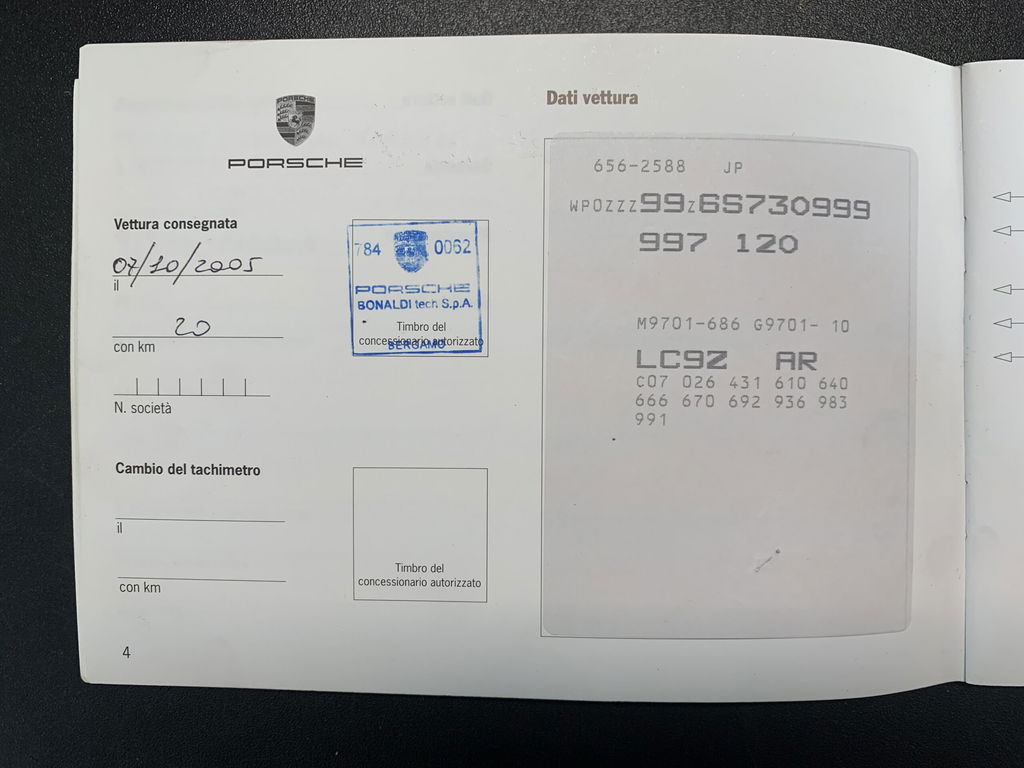 PORSCHE
PORSCHE
Vettura consegnata
07/10/2005
il
20
con km
N. società
784 0062
PORSCHE
BONALDI tech S.p.A.
BERGAMO
Timbro del
concessionario autorizzato
Cambio del tachimetro
il
con km
Timbro del
concessionario autorizzato
4
Dati vettura
656-2588 JP
WP0ZZZ99Z6S730999
997 120
M9701-686 G9701- 10
LC9Z AR
C07 026 431 610 640
666 670 692 936 983
991